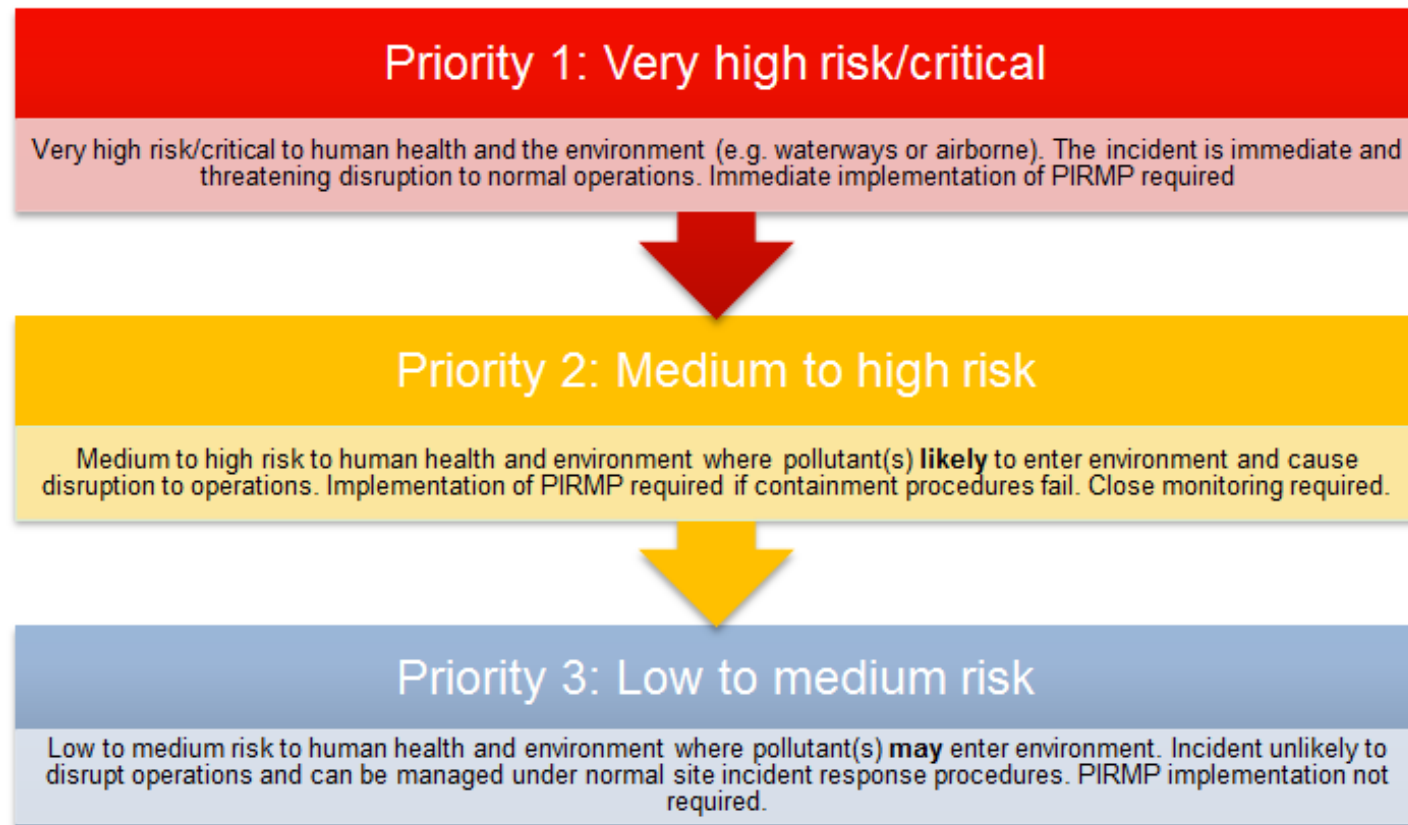 Priority 1: Very high risk/critical
Very high risk/critical to human health and the environment (e.g. waterways or airborne). The incident is immediate and
threatening disruption to normal operations. Immediate implementation of PIRMP required
Priority 2: Medium to high risk
Medium to high risk to human health and environment where pollutant(s) likely to enter environment and cause
disruption to operations. Implementation of PIRMP required if containment procedures fail. Close monitoring required.
Priority 3: Low to medium risk
Low to medium risk to human health and environment where pollutant(s) may enter environment. Incident unlikely to
disrupt operations and can be managed under normal site incident response procedures. PIRMP implementation not
required.